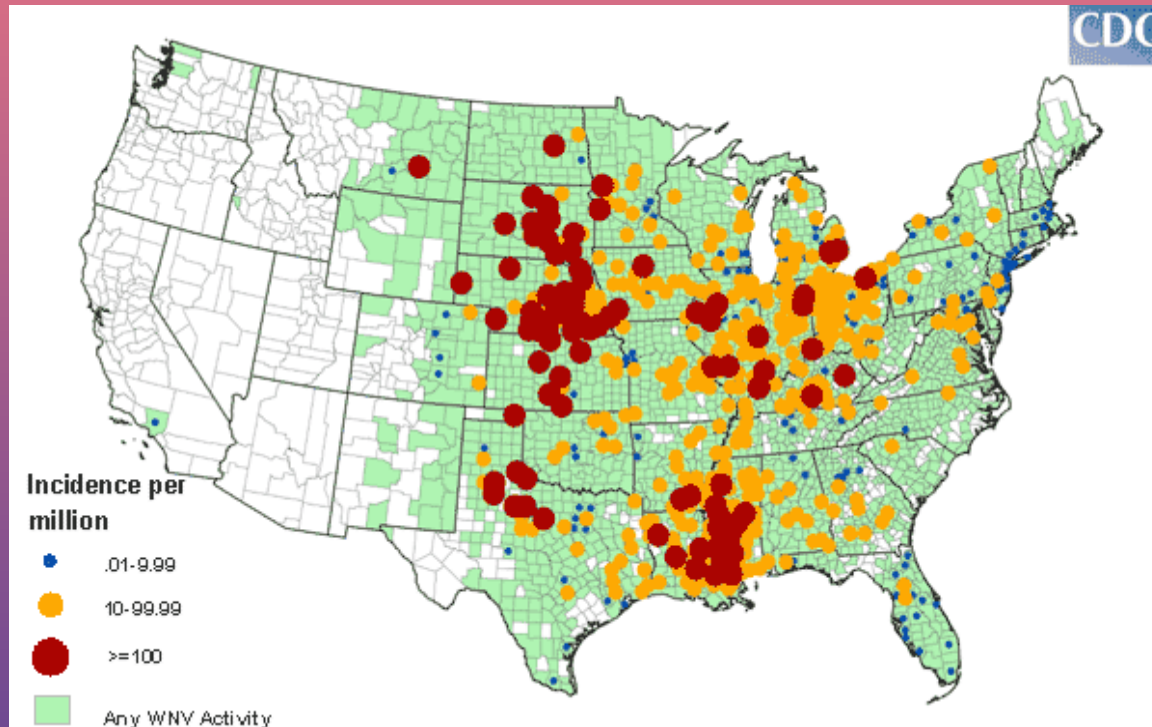 CDC
Incidence per
million
.01-9.99
10-99.99
>=100
Any WNV Activity